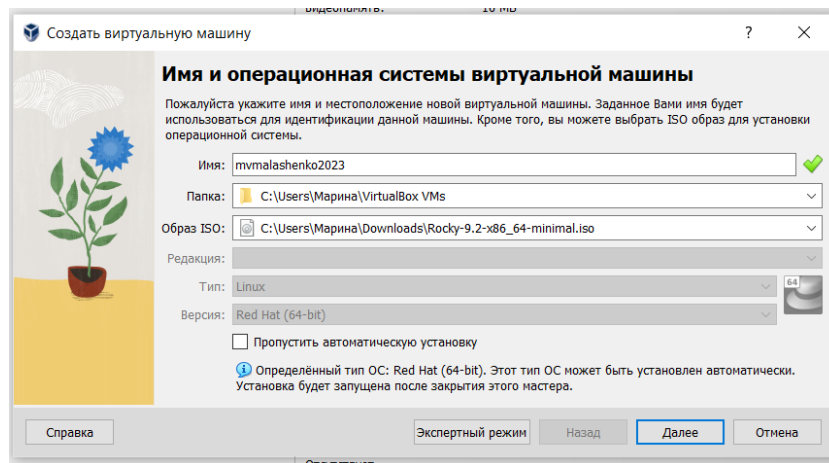 Видеопамять: 16 МБ
Создать виртуальную машину
?
Имя и операционная системы виртуальной машины
Пожалуйста укажите имя и местоположение новой виртуальной машины. Заданное Вами имя будет
использоваться для идентификации данной машины. Кроме того, вы можете выбрать ISO образ для установки
операционной системы.
Имя: mvmalashenko2023
Папка: C:\Users\Марина\VirtualBox VMs
Образ ISO: C:\Users\Марина\Downloads\Rocky-9.2-x86_64-minimal.iso
Редакция:
Тип: Linux
64
Версия: Red Hat (64-bit)
Пропустить автоматическую установку
Определённый тип ОС: Red Hat (64-bit). Этот тип ОС может быть установлен автоматически.
Установка будет запущена после закрытия этого мастера.
Справка Экспертный режим Назад Далее Отмена